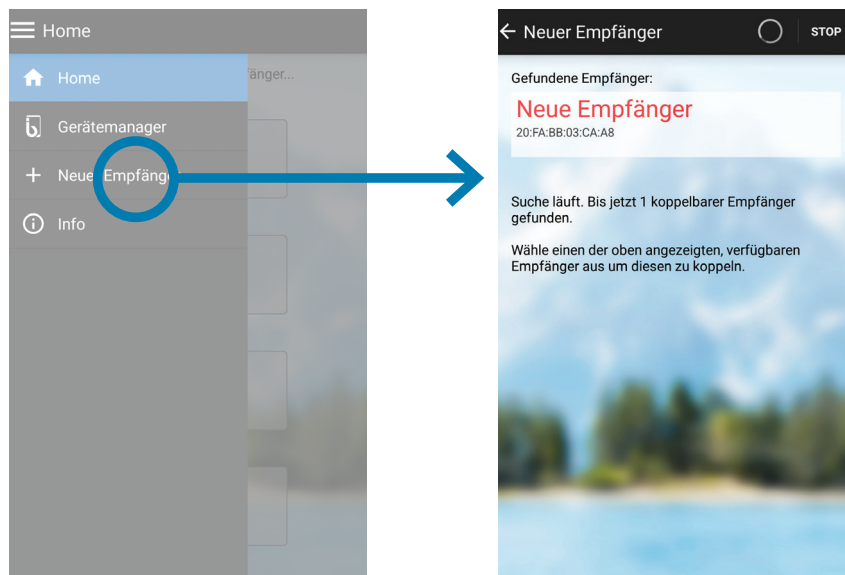 Home
Home
fänger...
Gerätemanager
Neuer Empfänger
Info
Neuer Empfänger
STOP
Gefundene Empfänger:
Neue Empfänger
20:FA:BB:03:CA:A8
Suche läuft. Bis jetzt 1 koppelbarer Empfänger
gefunden.
Wähle einen der oben angezeigten, verfügbaren
Empfänger aus um diesen zu koppeln.